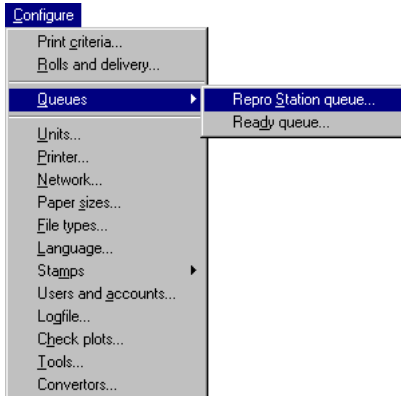 Configure
Print criteria...
Rolls and delivery...
Queues
Repro Station queue...
Ready queue...
Units...
Printer...
Network...
Paper sizes...
File types...
Language...
Stamps
Users and accounts...
Logfile...
Check plots...
Tools...
Convertors...